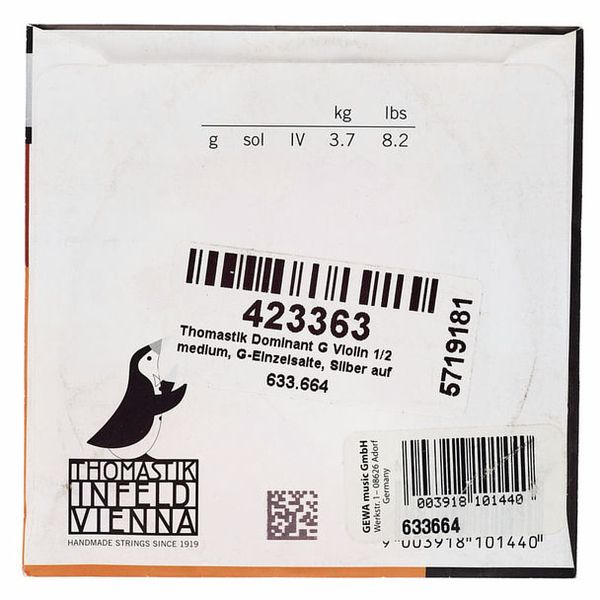 kg lbs
g sol IV 3.7 8.2
423363
Thomastik Dominant G Violin 1/2
medium, G-Einzelsaite, Silber auf
633.664
5719181
THOMASTIK
INFELD
VIENNA
HANDMADE STRINGS SINCE 1919
GEWA music GmbH
Werkstr. 1 – 08626 Adorf
Germany
003918 101440
633664
9 003918 101440